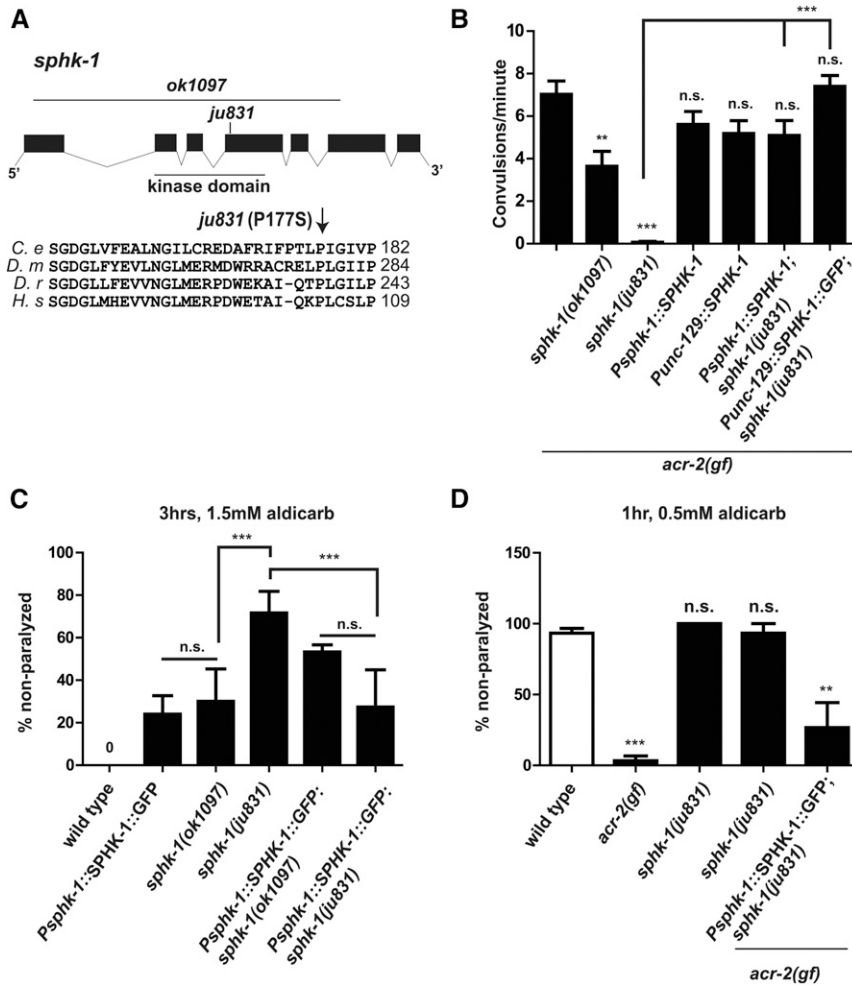 A
sphk-1
ok1097
ju831
5'
3'
kinase domain
ju831 (P177S)
C. e SGDGLVFEALNGILCREDAFRIFPTLPIGIVP 182
D. m SGDGLFYEVLNGLMERMDWRRACRELPLGIIP 284
D. r SGDGLLFEVVNGLMERPDWEKAI-QTPLGILP 243
H. s SGDGLMHEVVNGLMERPDWETAI-QKPLCSLP 109
B
Convulsions/minute
8
6
4
2
0
**
***
n.s.
n.s.
n.s.
n.s.
***
sphk-1(ok1097)
sphk-1(ju831)
Psphk-1::SPHK-1
Punc-129::SPHK-1
Psphk-1::SPHK-1;
sphk-1(ju831)
Punc-129::SPHK-1::GFP;
sphk-1(ju831)
acr-2(gf)
C
3hrs, 1.5mM aldicarb
% non-paralyzed
100
80
60
40
20
0
0
n.s.
***
***
n.s.
wild type
Psphk-1::SPHK-1::GFP
sphk-1(ok1097)
sphk-1(ju831)
Psphk-1::SPHK-1::GFP:
sphk-1(ok1097)
Psphk-1::SPHK-1::GFP:
sphk-1(ju831)
D
1hr, 0.5mM aldicarb
% non-paralyzed
150
100
50
0
***
n.s.
n.s.
**
wild type
acr-2(gf)
sphk-1(ju831)
sphk-1(ju831)
Psphk-1::SPHK-1::GFP;
sphk-1(ju831)
acr-2(gf)